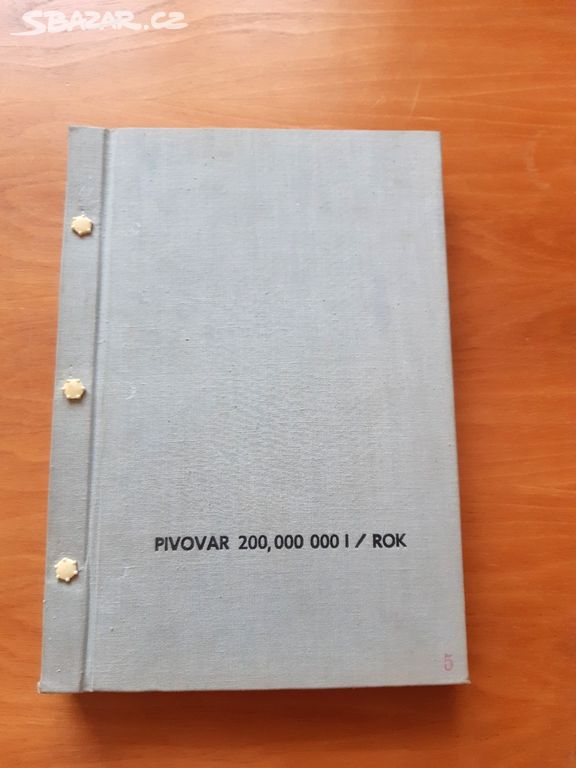 SBAZAR.CZ
PIVOVAR 200,000 000 l / ROK
5